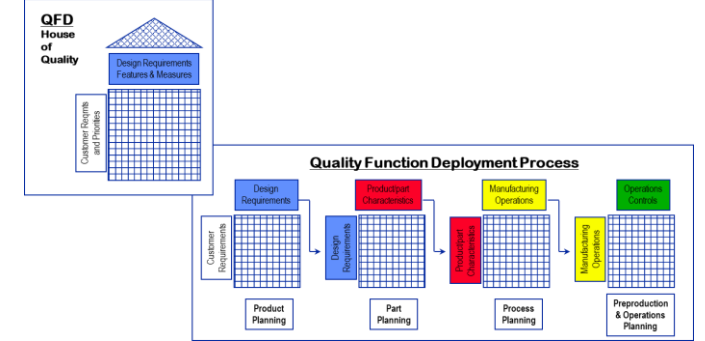 QFD
House
of
Quality
Design Requirements
Features & Measures
Customer Reqmts
and Priorities
Quality Function Deployment Process
Design
Requirements
Product/part
Characteristics
Manufacturing
Operations
Operations
Controls
Customer
Requirements
Design
Requirements
Product/part
Characteristics
Manufacturing
Operations
Product
Planning
Part
Planning
Process
Planning
Preproduction
& Operations
Planning